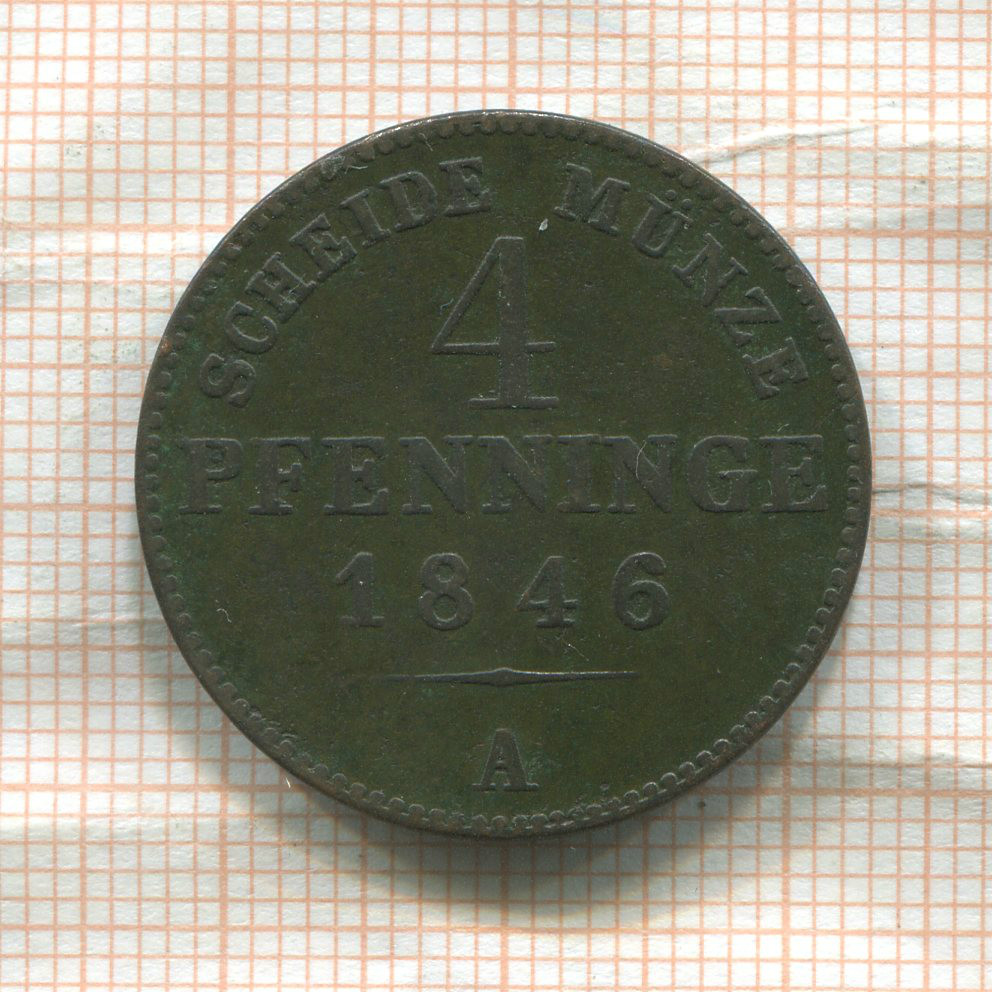 SCHEIDE MÜNZE
4
PFENNINGE
1846
A